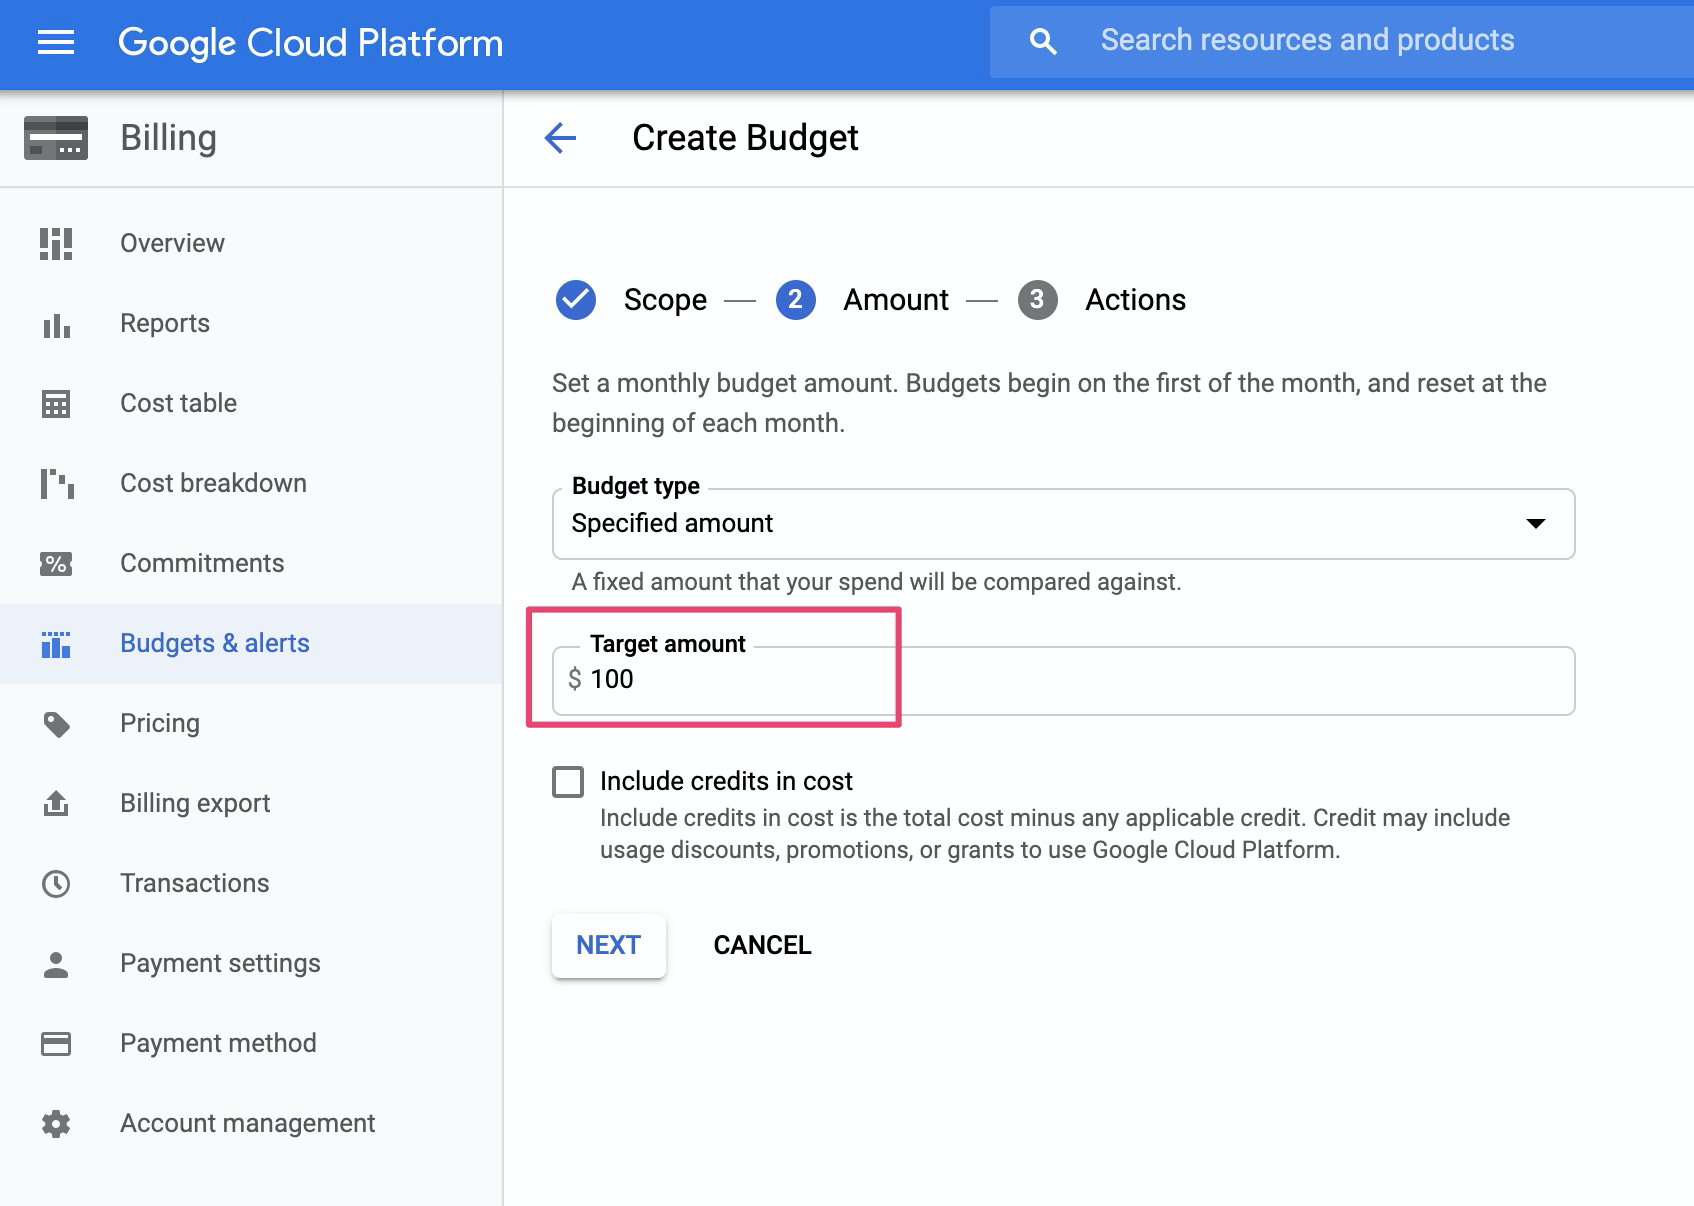 Google Cloud Platform
Search resources and products
Billing
Create Budget
Overview
Reports
Cost table
Cost breakdown
%
Commitments
Budgets & alerts
Pricing
Billing export
Transactions
Payment settings
Payment method
Account management
Scope — 2 Amount — 3 Actions
Set a monthly budget amount. Budgets begin on the first of the month, and reset at the
beginning of each month.
Budget type
Specified amount
A fixed amount that your spend will be compared against.
Target amount
$ 100
Include credits in cost
Include credits in cost is the total cost minus any applicable credit. Credit may include
usage discounts, promotions, or grants to use Google Cloud Platform.
NEXT CANCEL